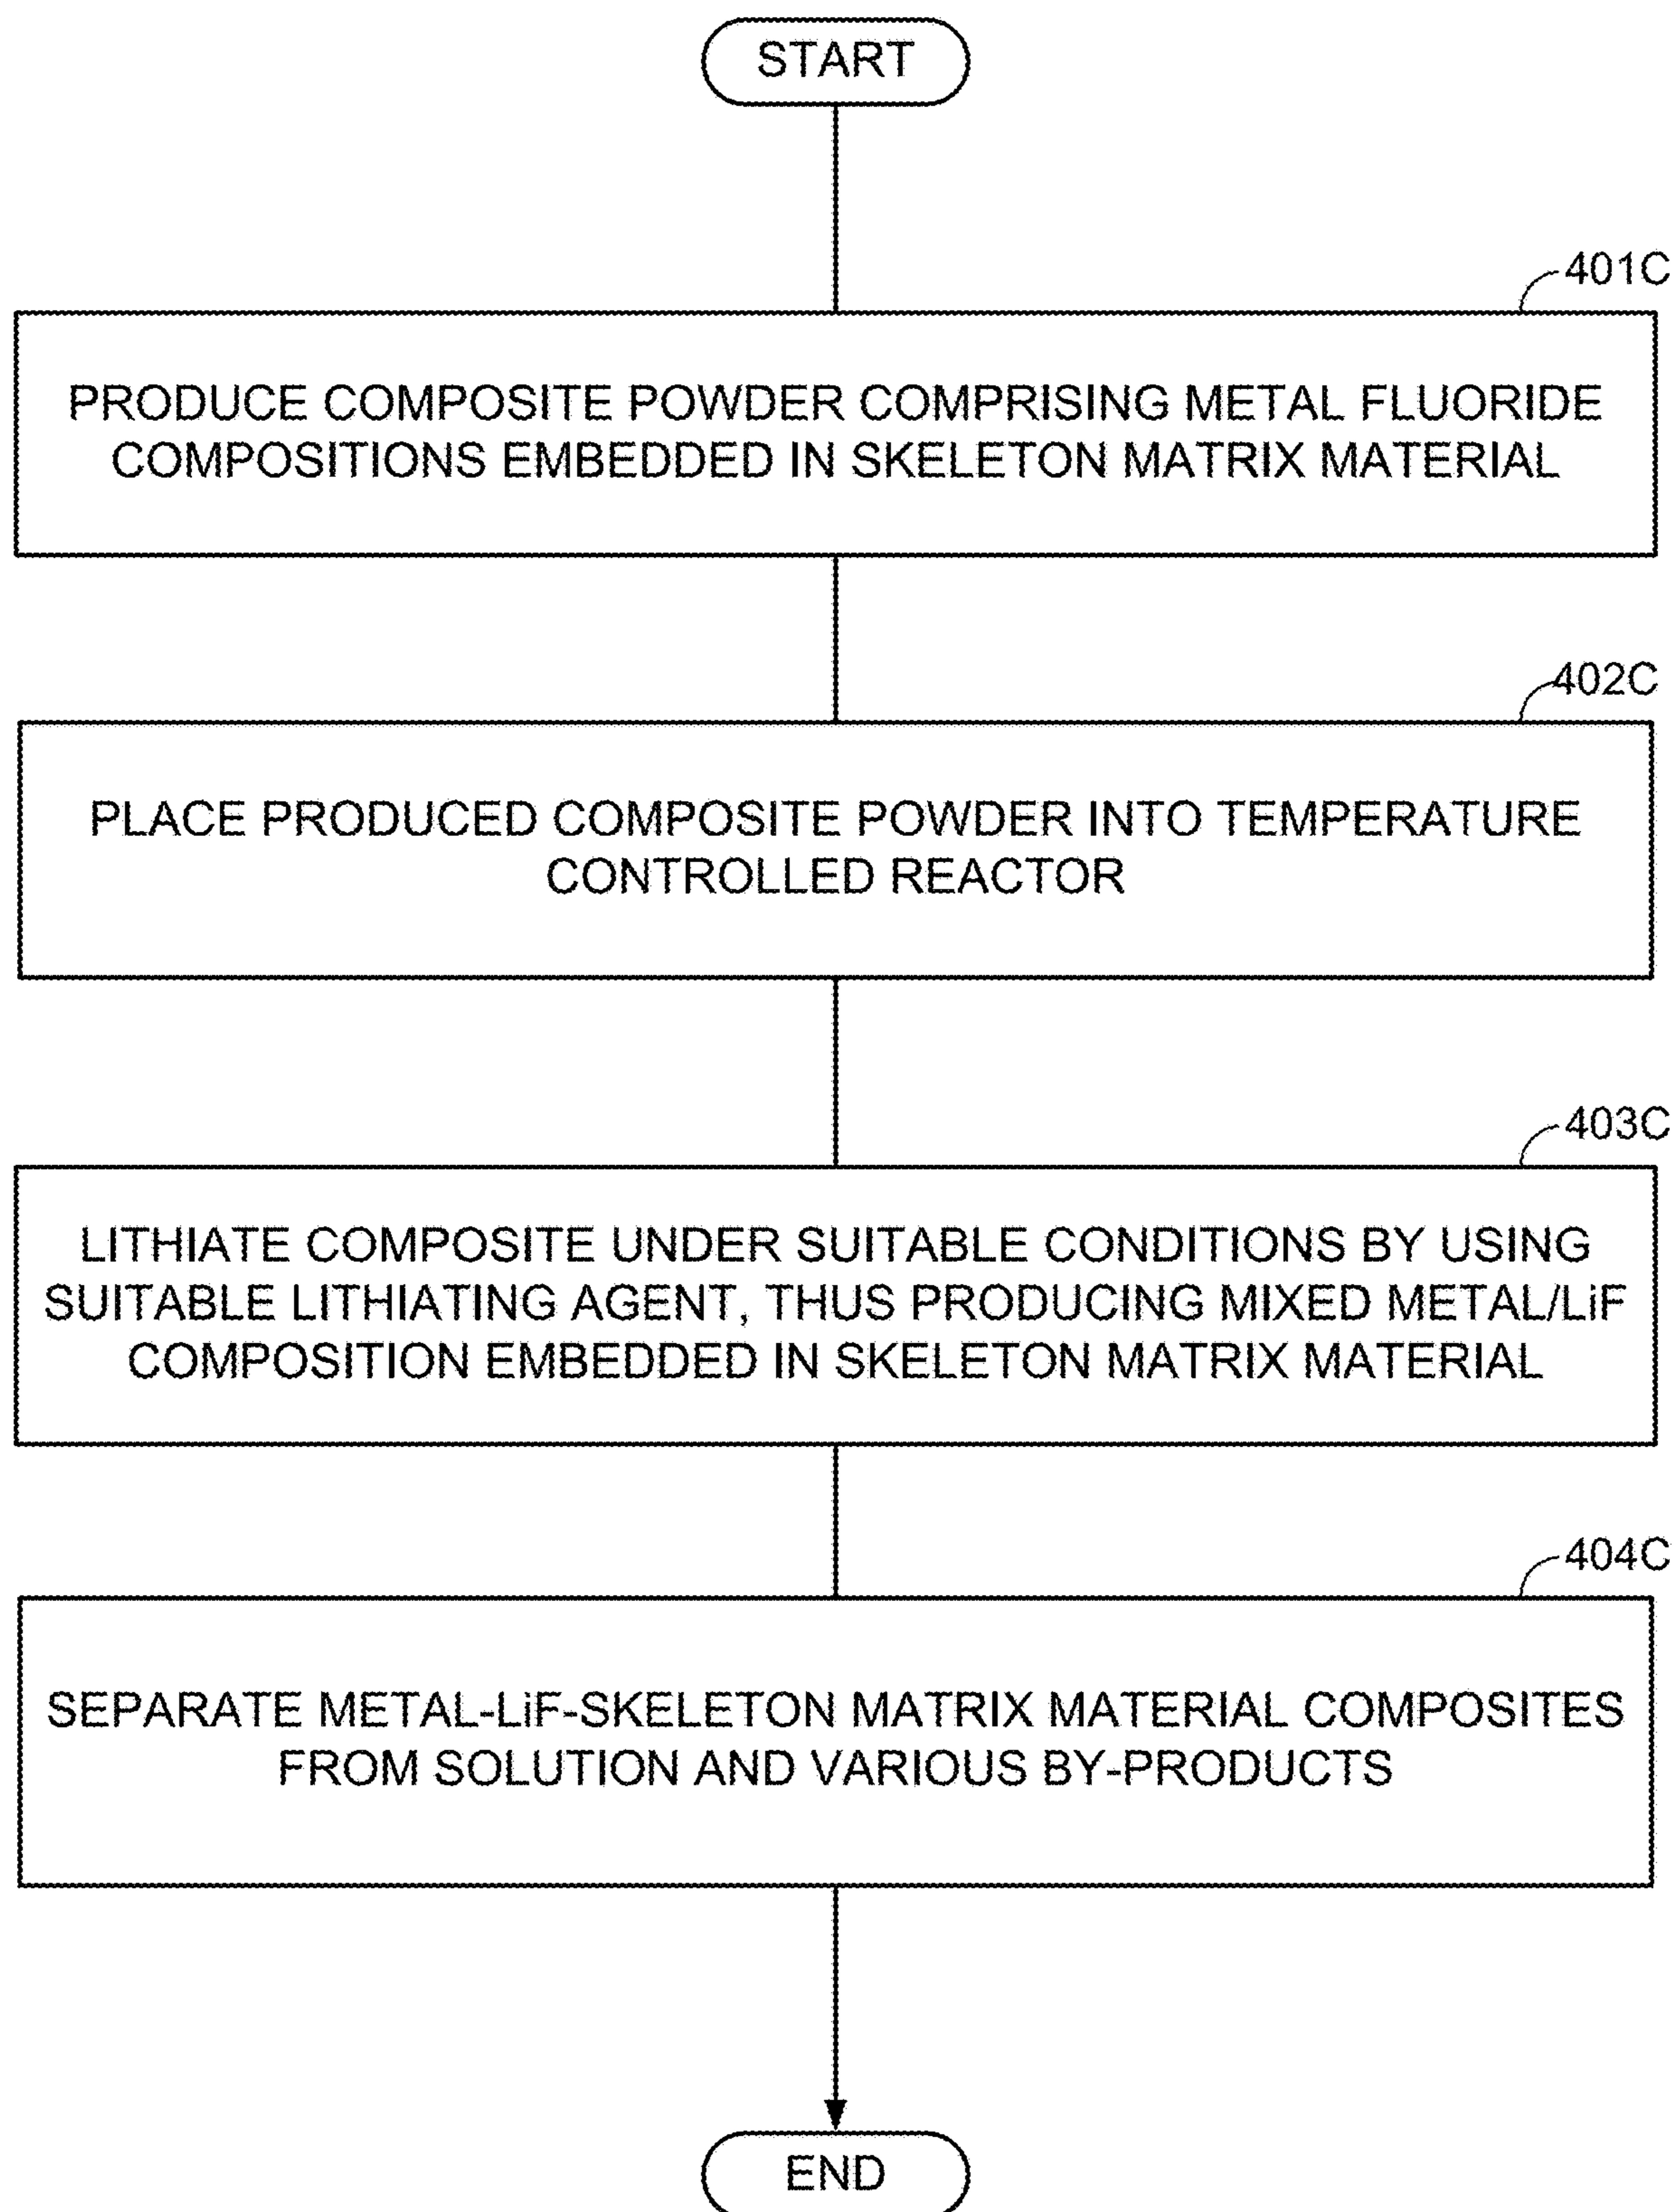 START
401C
PRODUCE COMPOSITE POWDER COMPRISING METAL FLUORIDE
COMPOSITIONS EMBEDDED IN SKELETON MATRIX MATERIAL
402C
PLACE PRODUCED COMPOSITE POWDER INTO TEMPERATURE
CONTROLLED REACTOR
403C
LITHIATE COMPOSITE UNDER SUITABLE CONDITIONS BY USING
SUITABLE LITHIATING AGENT, THUS PRODUCING MIXED METAL/LiF
COMPOSITION EMBEDDED IN SKELETON MATRIX MATERIAL
404C
SEPARATE METAL-LiF-SKELETON MATRIX MATERIAL COMPOSITES
FROM SOLUTION AND VARIOUS BY-PRODUCTS
END